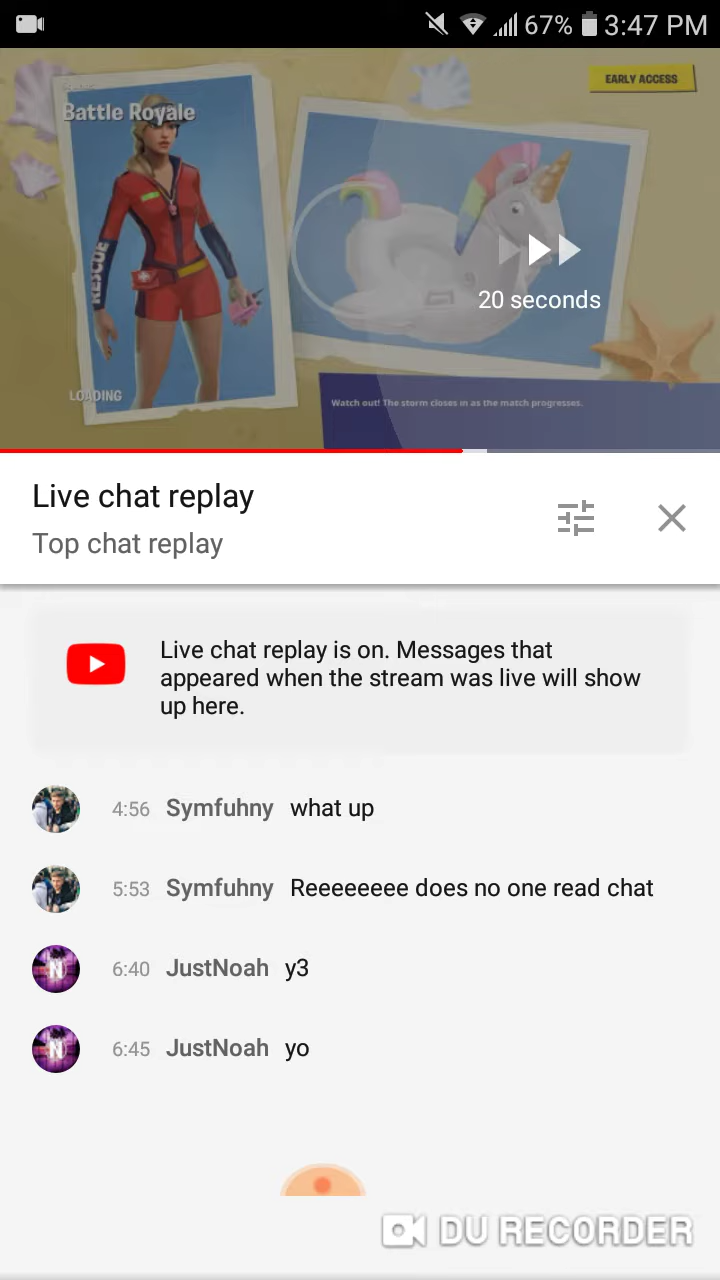 67% 3:47 PM
EARLY ACCESS
Battle Royale
RESCUE
20 seconds
LOADING
Watch out! The storm closes in as the match progresses.
Live chat replay
Top chat replay
Live chat replay is on. Messages that
appeared when the stream was live will show
up here.
4:56 Symfuhny what up
5:53 Symfuhny Reeeeeeee does no one read chat
N
6:40 JustNoah y3
N
6:45 JustNoah yo
DU RECORDER